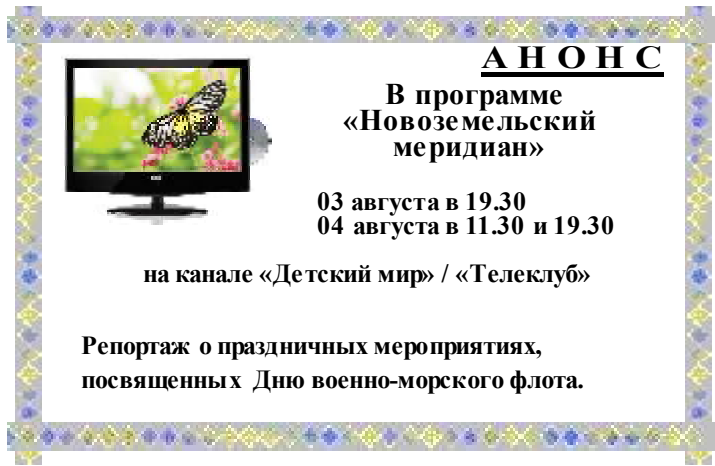 АНОНС
В программе
«Новоземельский
меридиан»
03 августа в 19.30
04 августа в 11.30 и 19.30
на канале «Детский мир» / «Телеклуб»
Репортаж о праздничных мероприятиях,
посвященных Дню военно-морского флота.